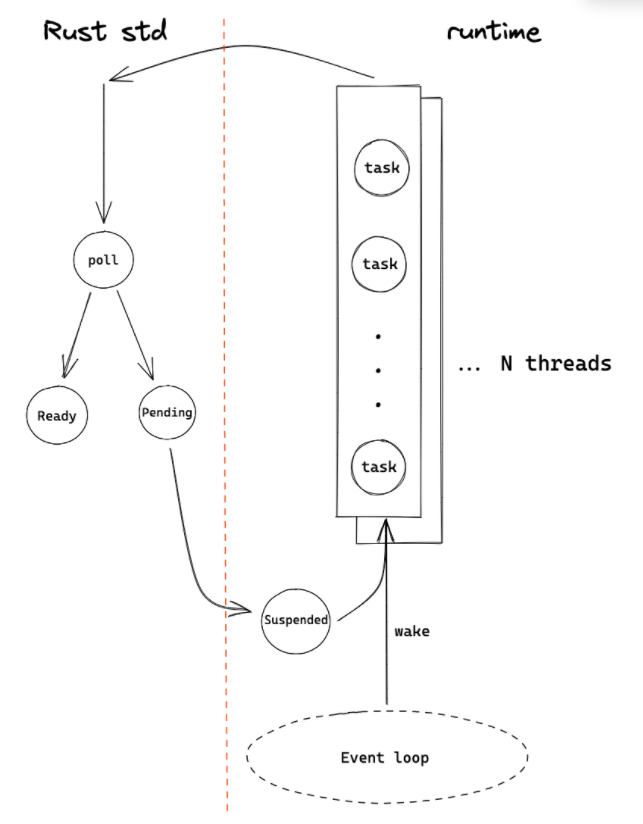 Rust std
runtime
task
poll
task
... N threads
Ready
Pending
task
Suspended
wake
Event loop